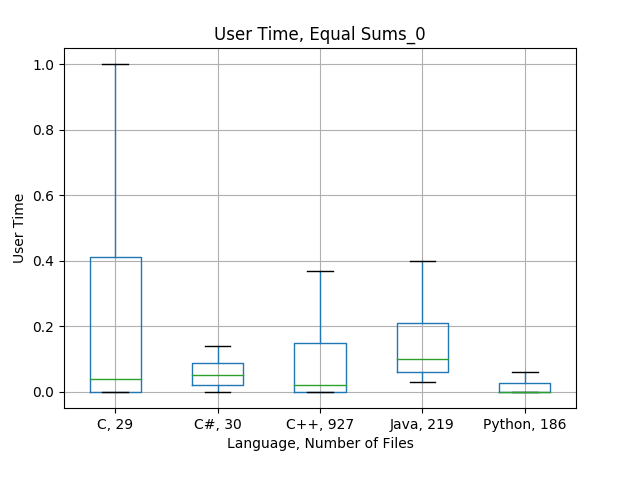 User Time, Equal Sums_0
1.0
0.8
0.6
0.4
0.2
0.0
User Time
C, 29 C#, 30 C++, 927 Java, 219 Python, 186
Language, Number of Files